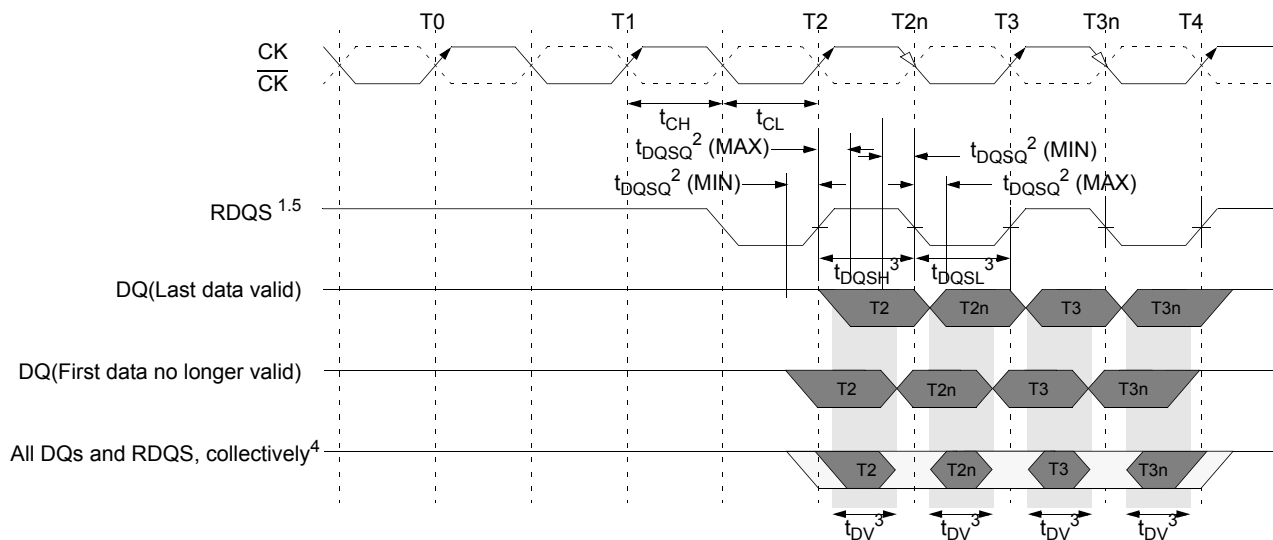 T0 T1 T2 T2n T3 T3n T4
CK
CK
tCH tCL
tDQSQ2 (MAX) tDQSQ2 (MIN)
tDQSQ2 (MIN) tDQSQ2 (MAX)
RDQS 1.5
tDQSH3 tDQSL3
DQ(Last data valid) T2 T2n T3 T3n
DQ(First data no longer valid) T2 T2n T3 T3n
All DQs and RDQS, collectively4 T2 T2n T3 T3n
tDV3 tDV3 tDV3 tDV3